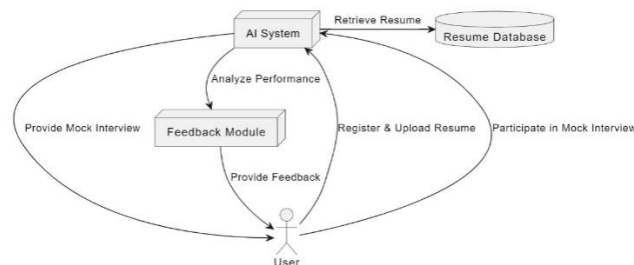 Retrieve Resume
AI System
Resume Database
Analyze Performance
Provide Mock Interview
Feedback Module
Register & Upload Resume
Participate in Mock Interview
Provide Feedback
User